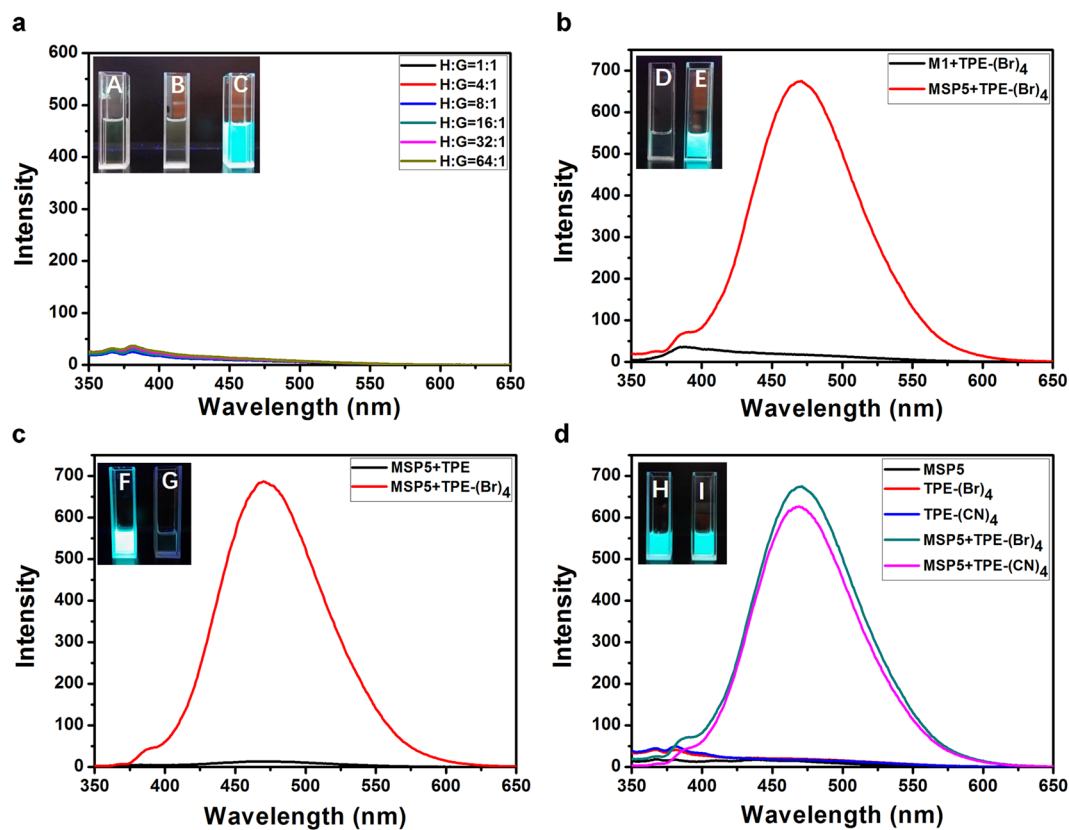 a
600
500
400
300
200
100
0
350 400 450 500 550 600 650
Intensity
Wavelength (nm)
A B C
H:G=1:1
H:G=4:1
H:G=8:1
H:G=16:1
H:G=32:1
H:G=64:1
b
700
600
500
400
300
200
100
0
350 400 450 500 550 600 650
Intensity
Wavelength (nm)
D E
M1+TPE-(Br)₄
MSP5+TPE-(Br)₄
c
700
600
500
400
300
200
100
0
350 400 450 500 550 600 650
Intensity
Wavelength (nm)
F G
MSP5+TPE
MSP5+TPE-(Br)₄
d
700
600
500
400
300
200
100
0
350 400 450 500 550 600 650
Intensity
Wavelength (nm)
H I
MSP5
TPE-(Br)₄
TPE-(CN)₄
MSP5+TPE-(Br)₄
MSP5+TPE-(CN)₄